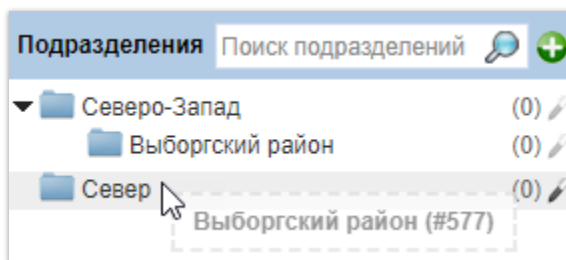 Подразделения Поиск подразделений
Северо-Запад (0)
Выборгский район (0)
Север (0)
Выборгский район (#577)